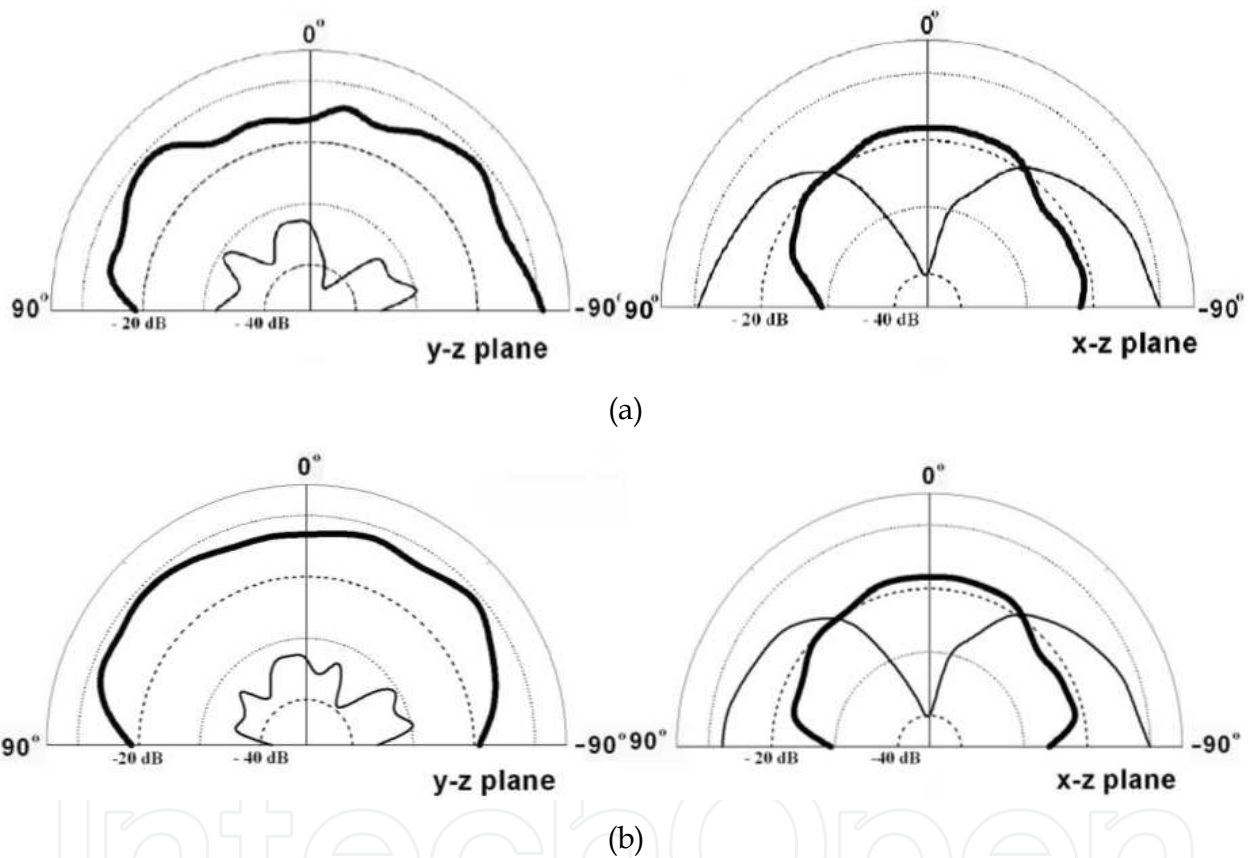 0°
0°
90°
- 20 dB
- 40 dB
-90°
y-z plane
90°
- 20 dB
- 40 dB
-90°
x-z plane
(a)
0°
0°
90°
-20 dB
- 40 dB
-90°
y-z plane
90°
- 20 dB
-40 dB
-90°
x-z plane
IntechOpen
(b)